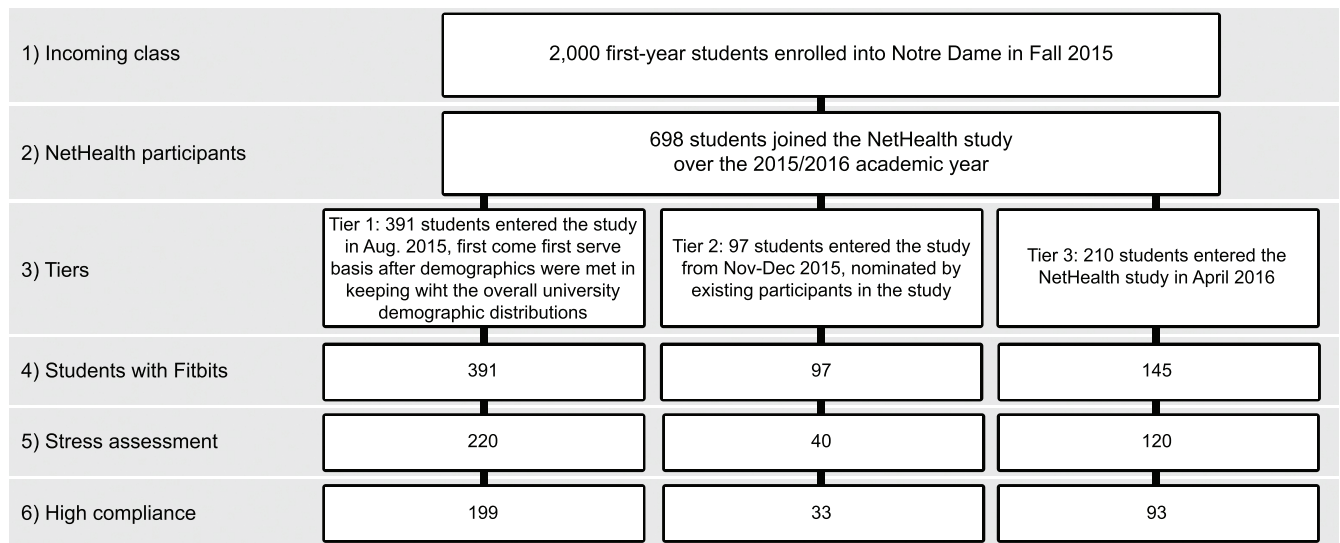 1) Incoming class
2,000 first-year students enrolled into Notre Dame in Fall 2015
2) NetHealth participants
698 students joined the NetHealth study
over the 2015/2016 academic year
3) Tiers
Tier 1: 391 students entered the study
in Aug. 2015, first come first serve
basis after demographics were met in
keeping wiht the overall university
demographic distributions
Tier 2: 97 students entered the study
from Nov-Dec 2015, nominated by
existing participants in the study
Tier 3: 210 students entered the
NetHealth study in April 2016
4) Students with Fitbits
391
97
145
5) Stress assessment
220
40
120
6) High compliance
199
33
93